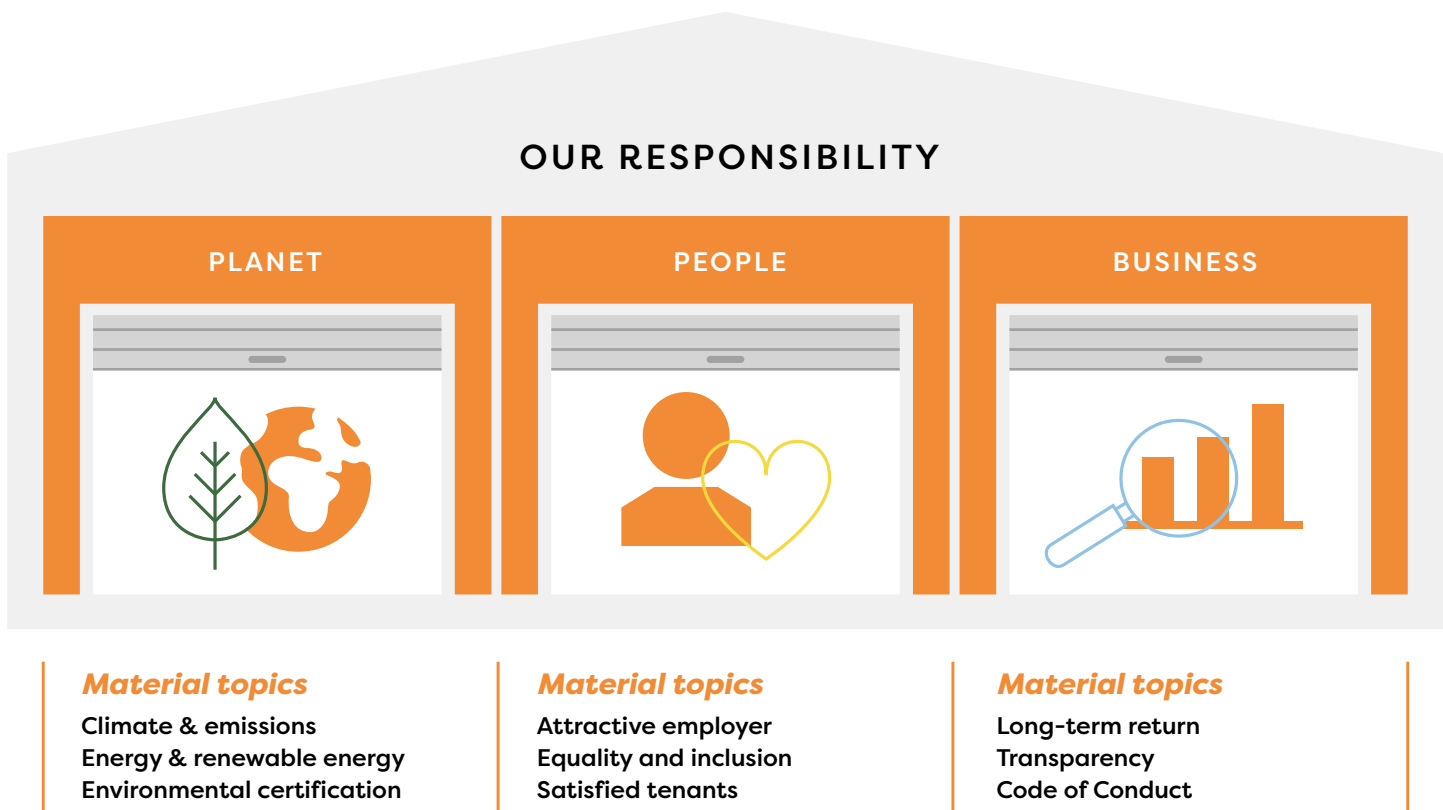 OUR RESPONSIBILITY
PLANET
PEOPLE
BUSINESS
Material topics
Climate & emissions
Energy & renewable energy
Environmental certification
Material topics
Attractive employer
Equality and inclusion
Satisfied tenants
Material topics
Long-term return
Transparency
Code of Conduct